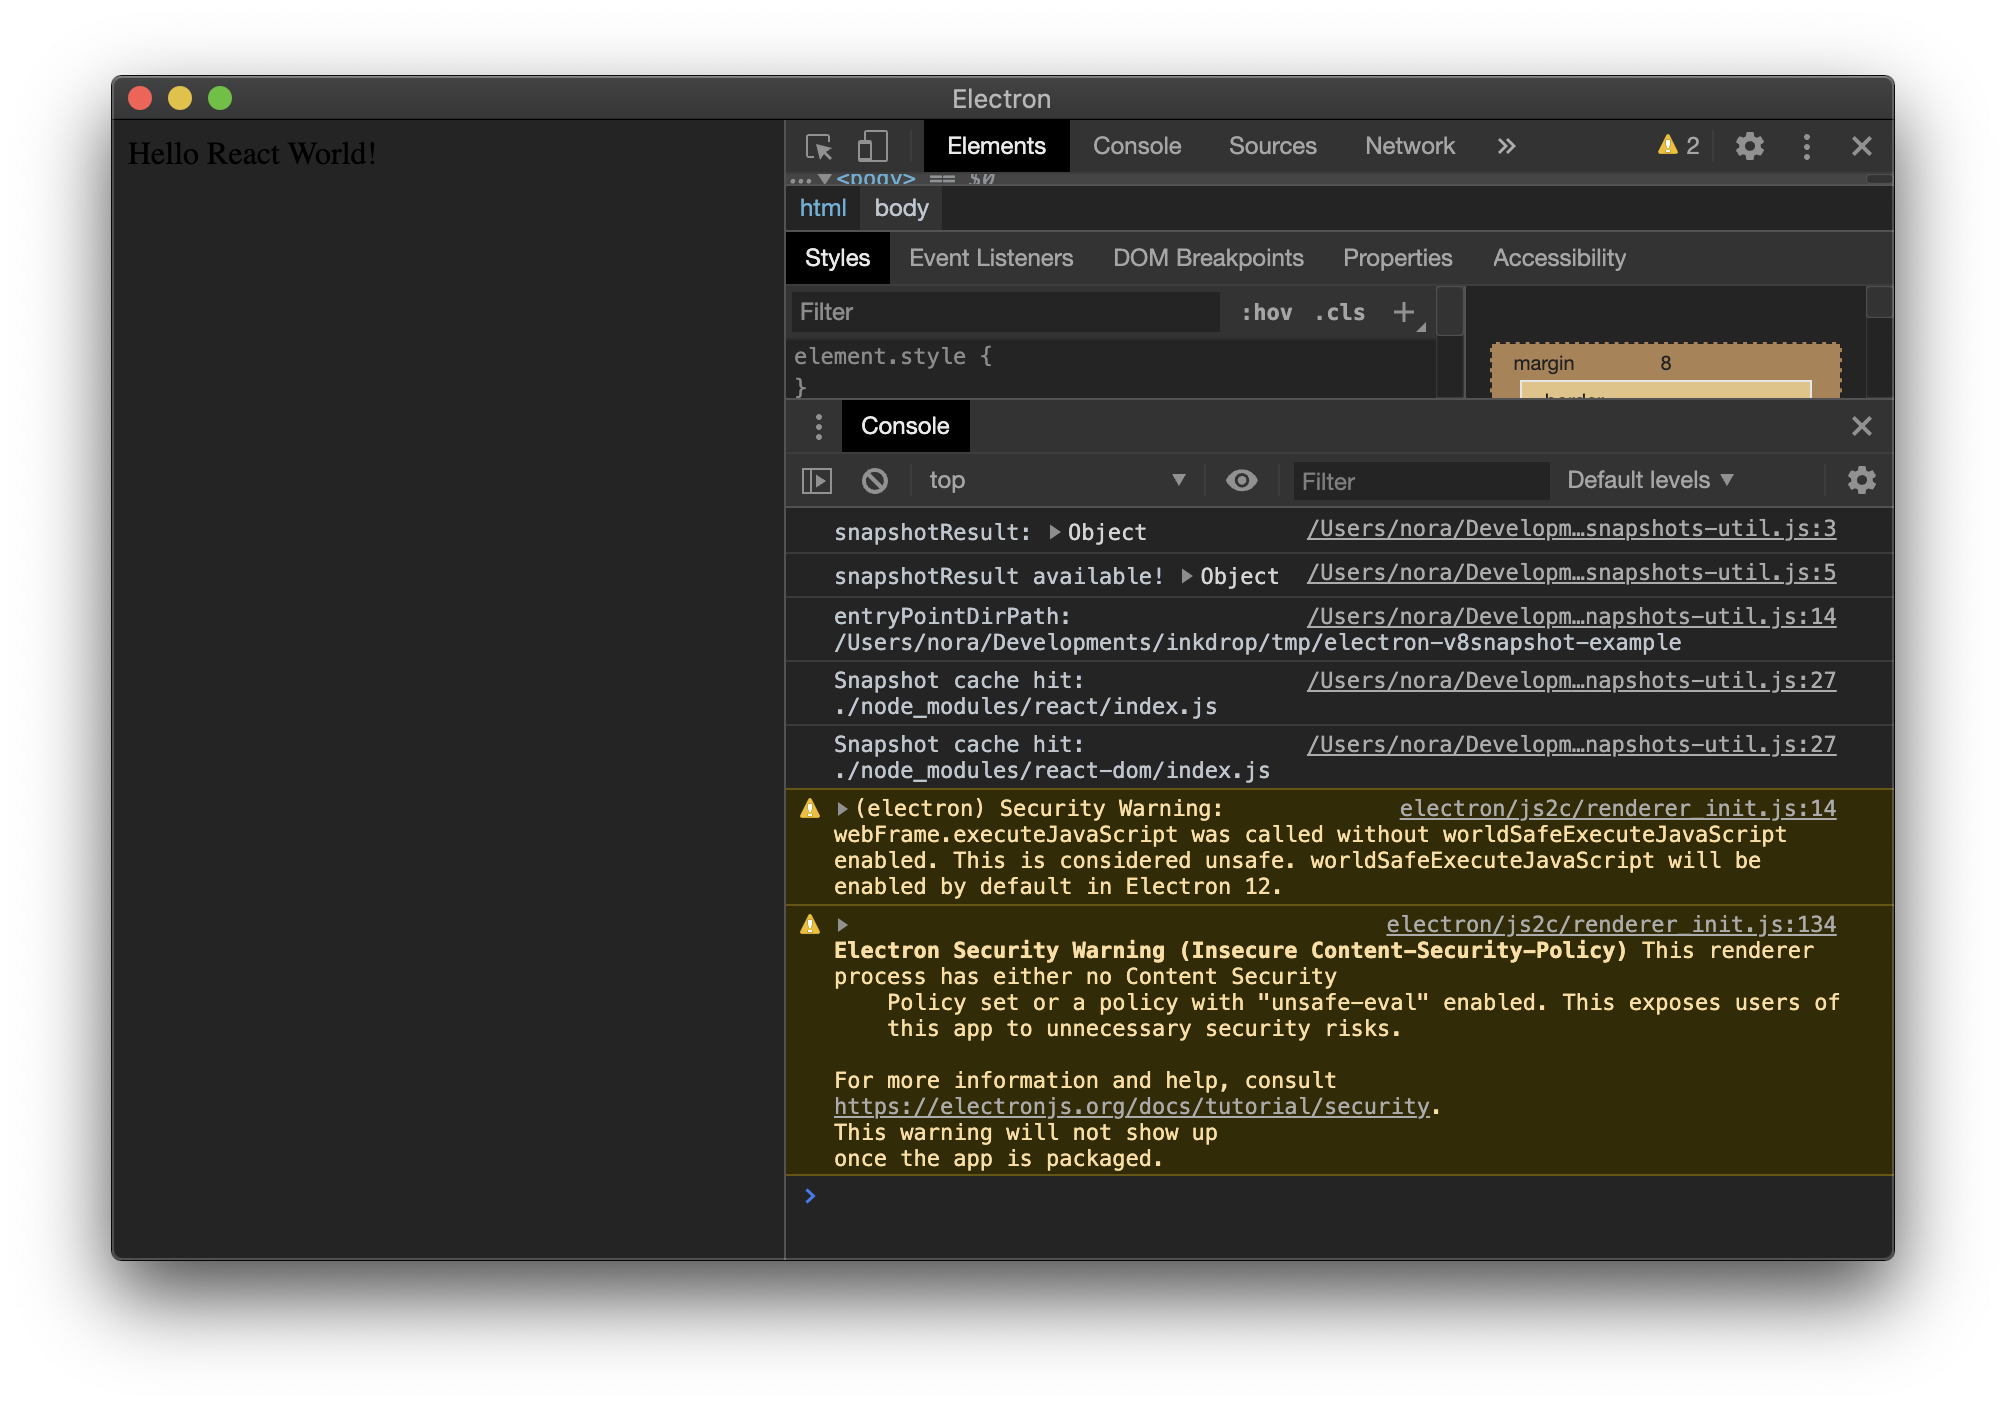 Electron
Hello React World!
Elements Console Sources Network » 2
… <body> == $0
html body
Styles Event Listeners DOM Breakpoints Properties Accessibility
Filter :hov .cls +
element.style {
}
margin 8
border
Console
top Filter Default levels
snapshotResult: Object /Users/nora/Developm…snapshots-util.js:3
snapshotResult available! Object /Users/nora/Developm…snapshots-util.js:5
entryPointDirPath: /Users/nora/Developm…napshots-util.js:14
/Users/nora/Developments/inkdrop/tmp/electron-v8snapshot-example
Snapshot cache hit: /Users/nora/Developm…napshots-util.js:27
./node_modules/react/index.js
Snapshot cache hit: /Users/nora/Developm…napshots-util.js:27
./node_modules/react-dom/index.js
(electron) Security Warning: electron/js2c/renderer_init.js:14
webFrame.executeJavaScript was called without worldSafeExecuteJavaScript
enabled. This is considered unsafe. worldSafeExecuteJavaScript will be
enabled by default in Electron 12.
electron/js2c/renderer_init.js:134
Electron Security Warning (Insecure Content-Security-Policy) This renderer
process has either no Content Security
Policy set or a policy with "unsafe-eval" enabled. This exposes users of
this app to unnecessary security risks.
For more information and help, consult
https://electronjs.org/docs/tutorial/security.
This warning will not show up
once the app is packaged.